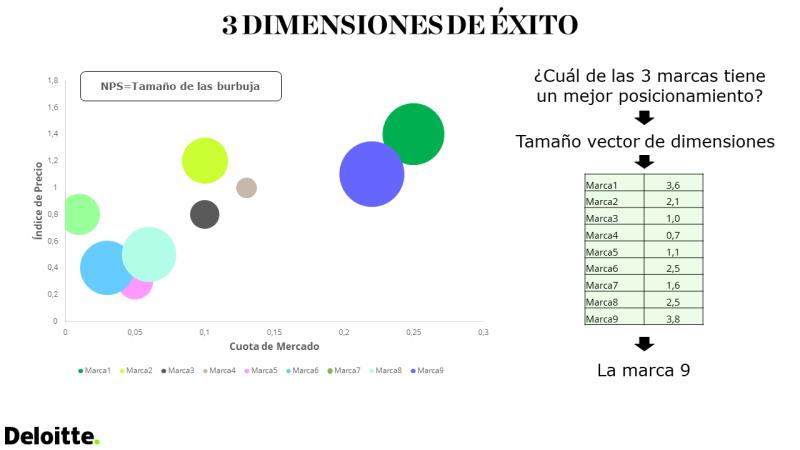 3 DIMENSIONES DE ÉXITO
NPS=Tamaño de las burbuja
Índice de Precio
1,8
1,6
1,4
1,2
1
0,8
0,6
0,4
0,2
0
0 0,05 0,1 0,15 0,2 0,25 0,3
Cuota de Mercado
Marca1 Marca2 Marca3 Marca4 Marca5 Marca6 Marca7 Marca8 Marca9
¿Cuál de las 3 marcas tiene
un mejor posicionamiento?
Tamaño vector de dimensiones
Marca1 3,6
Marca2 2,1
Marca3 1,0
Marca4 0,7
Marca5 1,1
Marca6 2,5
Marca7 1,6
Marca8 2,5
Marca9 3,8
La marca 9
Deloitte.